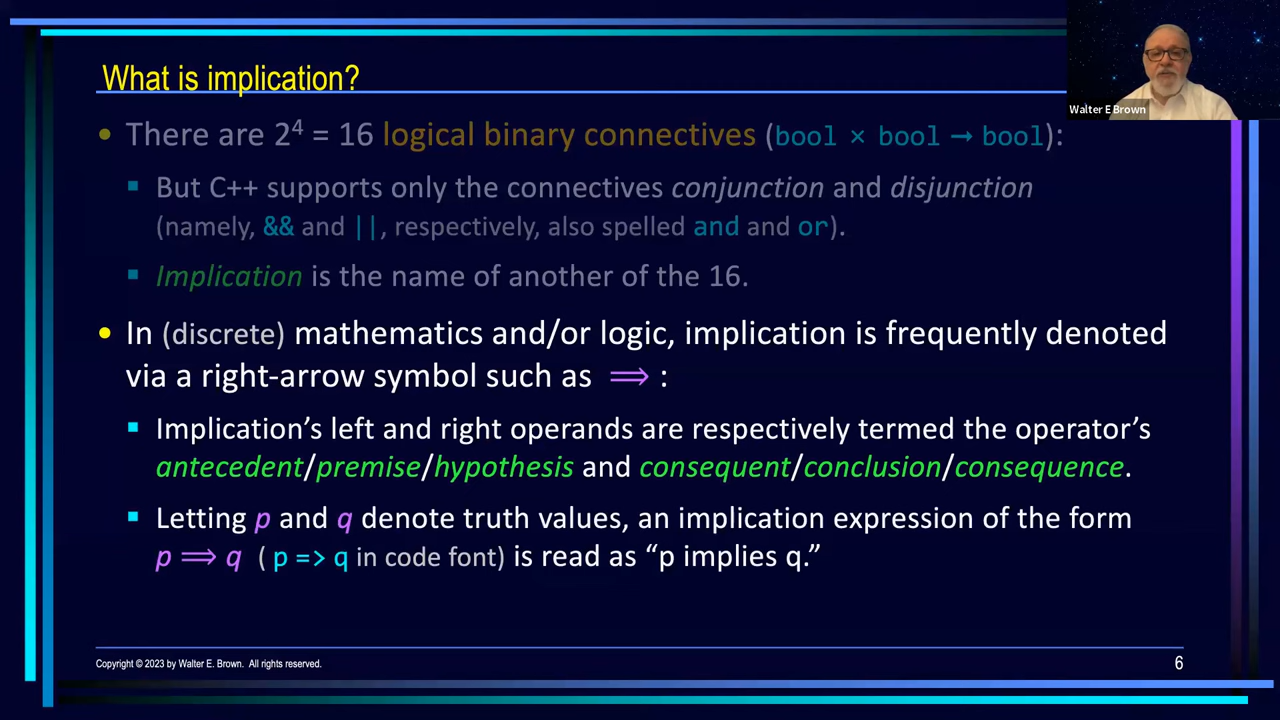 What is implication?
Walter E Brown
• There are 2⁴ = 16 logical binary connectives (bool × bool → bool):
▪ But C++ supports only the connectives conjunction and disjunction
(namely, && and ||, respectively, also spelled and and or).
▪ Implication is the name of another of the 16.
• In (discrete) mathematics and/or logic, implication is frequently denoted
via a right-arrow symbol such as ⟹ :
▪ Implication’s left and right operands are respectively termed the operator’s
antecedent/premise/hypothesis and consequent/conclusion/consequence.
▪ Letting p and q denote truth values, an implication expression of the form
p ⟹ q ( p => q in code font) is read as “p implies q.”
Copyright © 2023 by Walter E. Brown. All rights reserved.
6